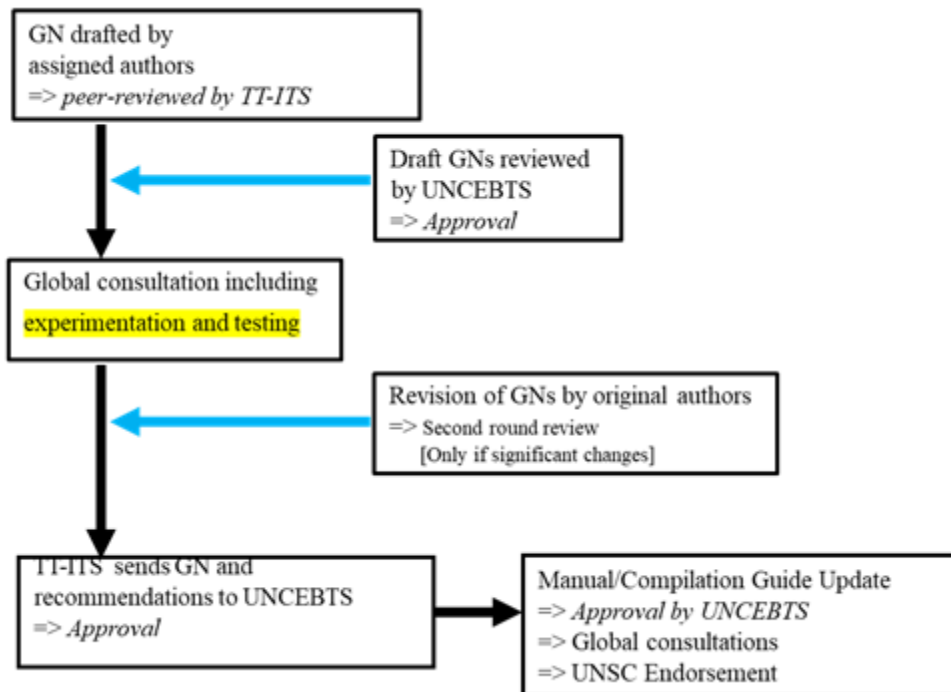 GN drafted by
assigned authors
=> peer-reviewed by TT-ITS
Draft GNs reviewed
by UNCEBTS
=> Approval
Global consultation including
experimentation and testing
Revision of GNs by original authors
=> Second round review
[Only if significant changes]
TT-ITS sends GN and
recommendations to UNCEBTS
=> Approval
Manual/Compilation Guide Update
=> Approval by UNCEBTS
=> Global consultations
=> UNSC Endorsement